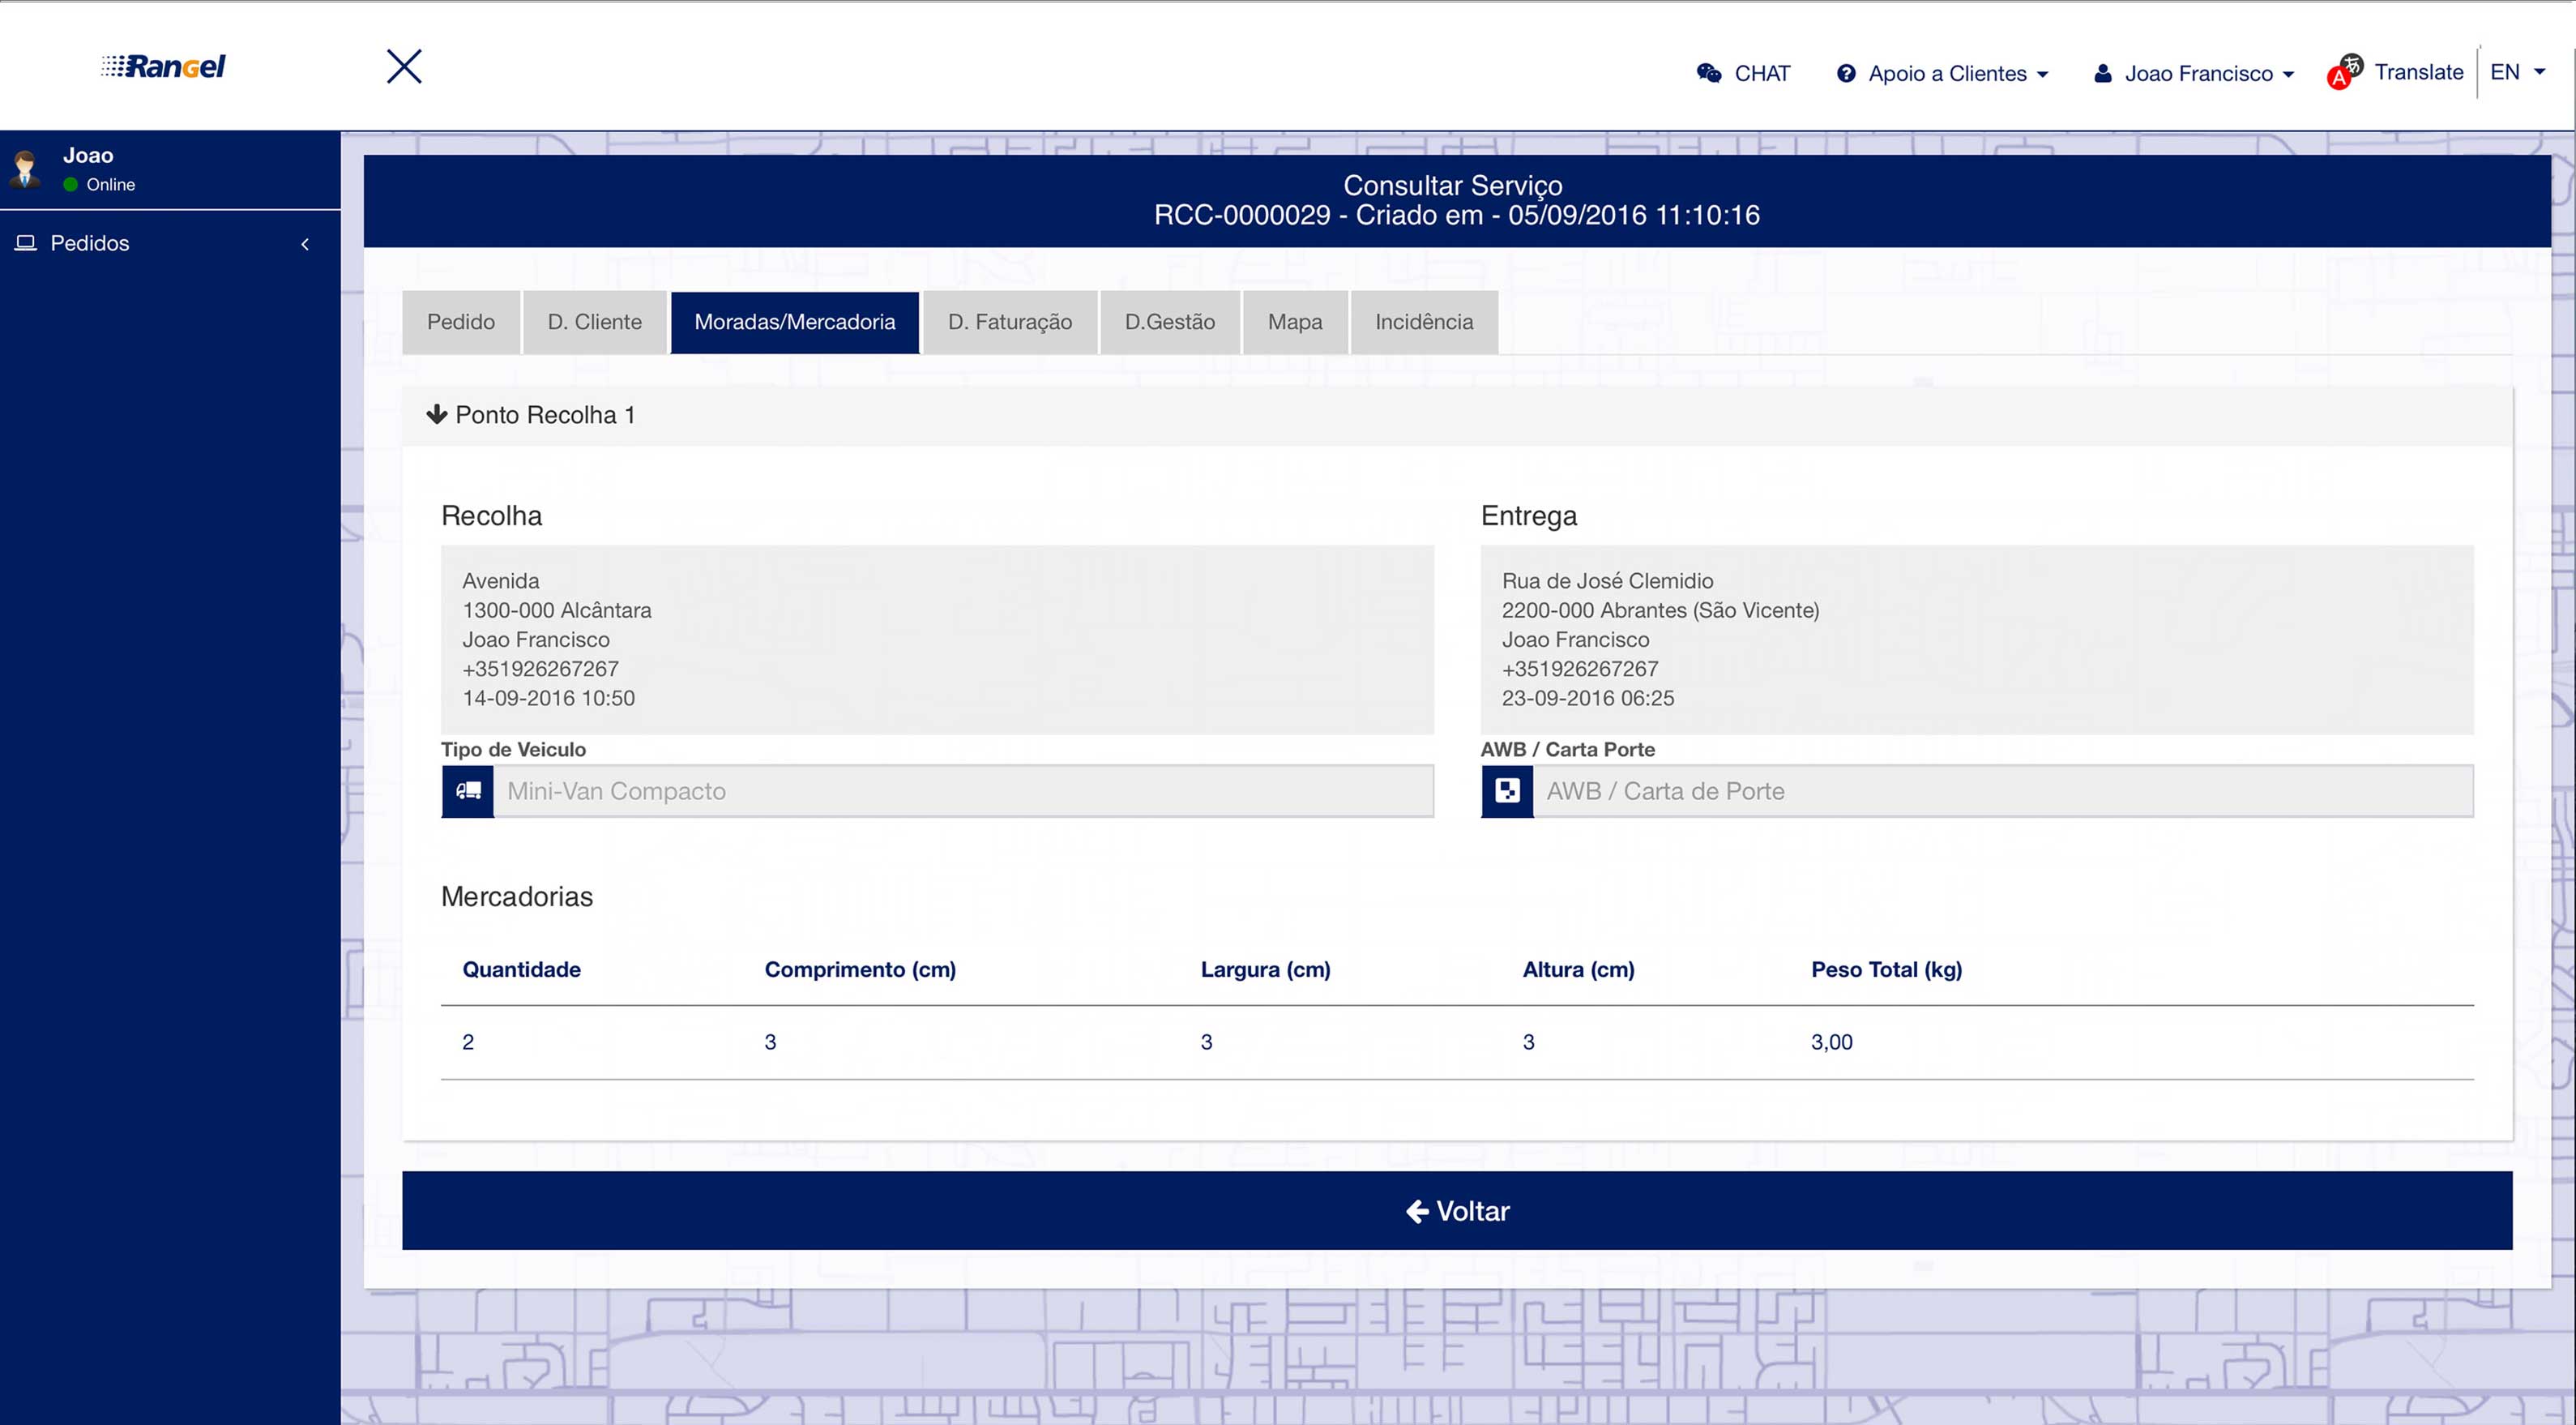 Rangel
CHAT
Apoio a Clientes
Joao Francisco
Translate
EN
Joao
Online
Pedidos
Consultar Serviço
RCC-0000029 - Criado em - 05/09/2016 11:10:16
Pedido
D. Cliente
Moradas/Mercadoria
D. Faturação
D.Gestão
Mapa
Incidência
Ponto Recolha 1
Recolha
Avenida
1300-000 Alcântara
Joao Francisco
+351926267267
14-09-2016 10:50
Tipo de Veiculo
Mini-Van Compacto
Entrega
Rua de José Clemidio
2200-000 Abrantes (São Vicente)
Joao Francisco
+351926267267
23-09-2016 06:25
AWB / Carta Porte
AWB / Carta de Porte
Mercadorias
Quantidade Comprimento (cm) Largura (cm) Altura (cm) Peso Total (kg)
2 3 3 3 3,00
Voltar